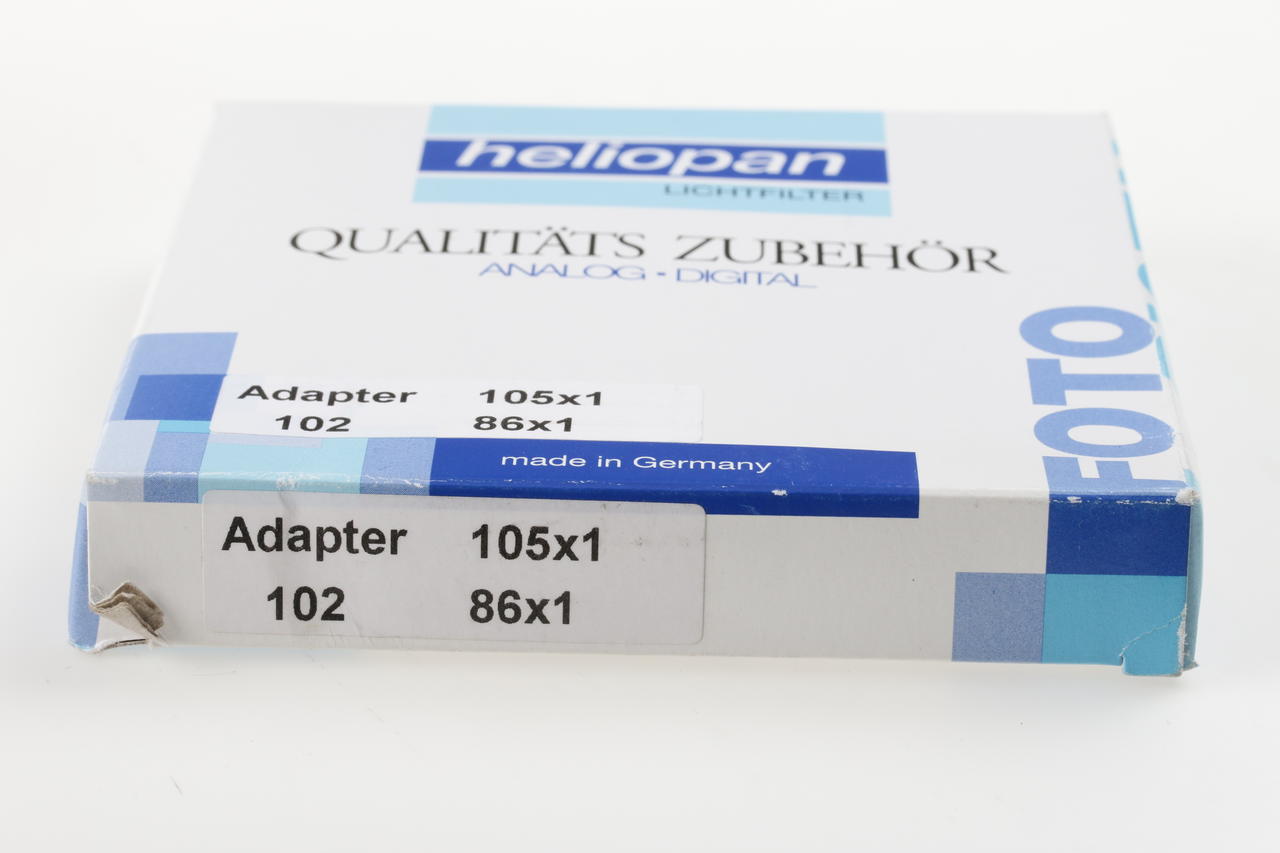 heliopan
LICHTFILTER
QUALITÄTS ZUBEHÖR
ANALOG • DIGITAL
FOTO
Adapter 105x1
102 86x1
made in Germany
Adapter 105x1
102 86x1